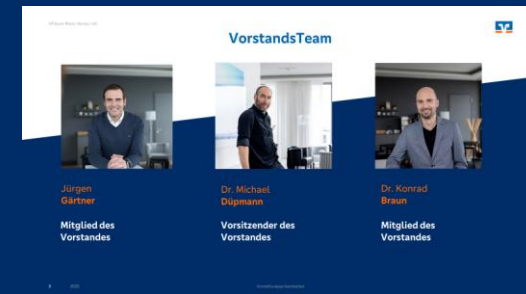 VorstandsTeam
Jürgen
Gärtner
Mitglied des
Vorstandes
Dr. Michael
Düpmann
Vorsitzender des
Vorstandes
Dr. Konrad
Braun
Mitglied des
Vorstandes